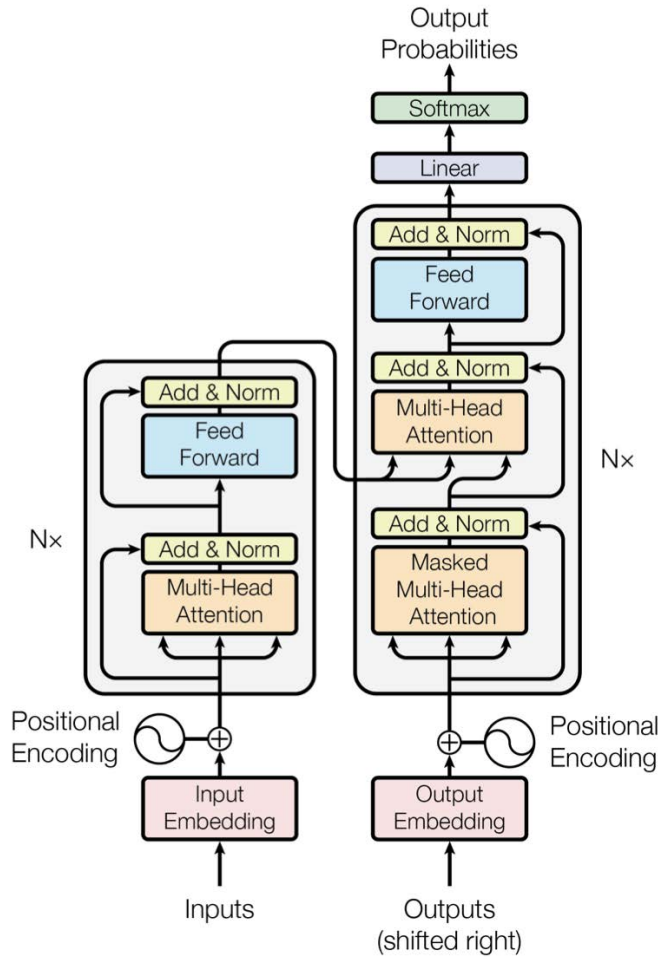 Output
Probabilities
Softmax
Linear
Add & Norm
Feed
Forward
Add & Norm
Multi-Head
Attention
Add & Norm
Masked
Multi-Head
Attention
N×
Positional
Encoding
Output
Embedding
Outputs
(shifted right)
Add & Norm
Feed
Forward
Add & Norm
Multi-Head
Attention
N×
Positional
Encoding
Input
Embedding
Inputs